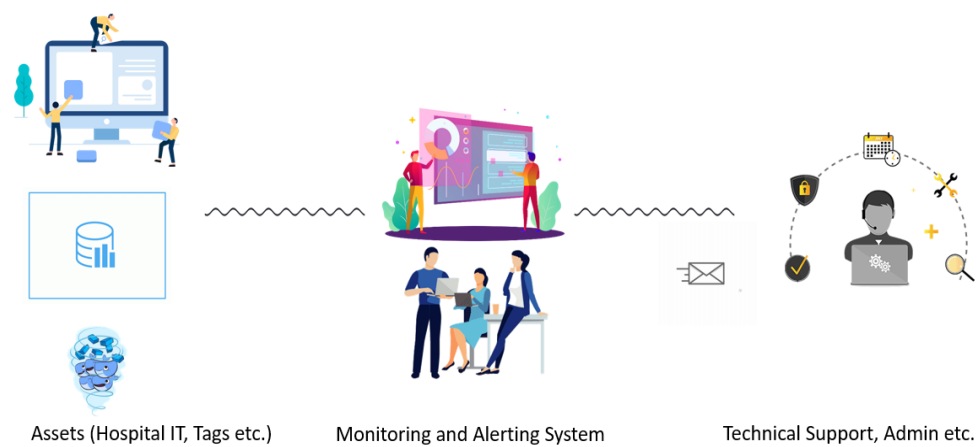 Assets (Hospital IT, Tags etc.)
Monitoring and Alerting System
Technical Support, Admin etc.